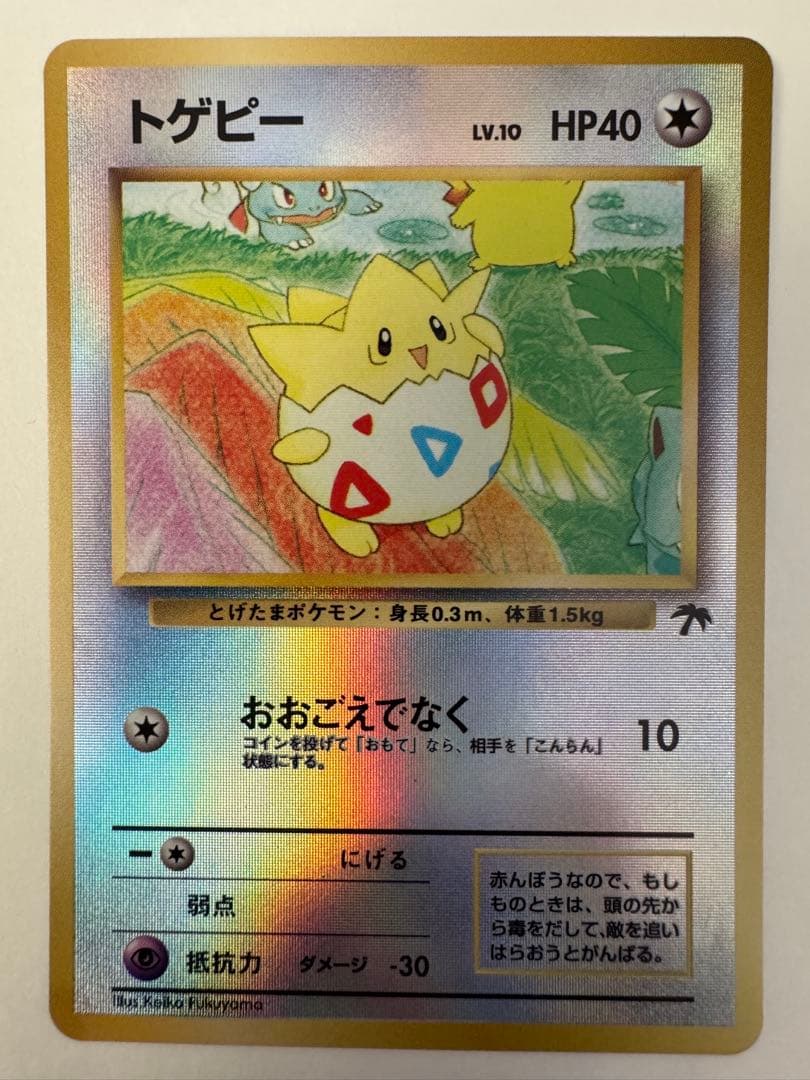 トゲピー LV.10 HP40
とげたまポケモン：身長0.3m、体重1.5kg
おおごえでなく 10
コインを投げて「おもて」なら、相手を「こんらん」
状態にする。
にげる
弱点
抵抗力 ダメージ -30
赤んぼうなので、もし
ものときは、頭の先か
ら毒をだして、敵を追い
はらおうとがんばる。
Illus.Keiko Fukuyama